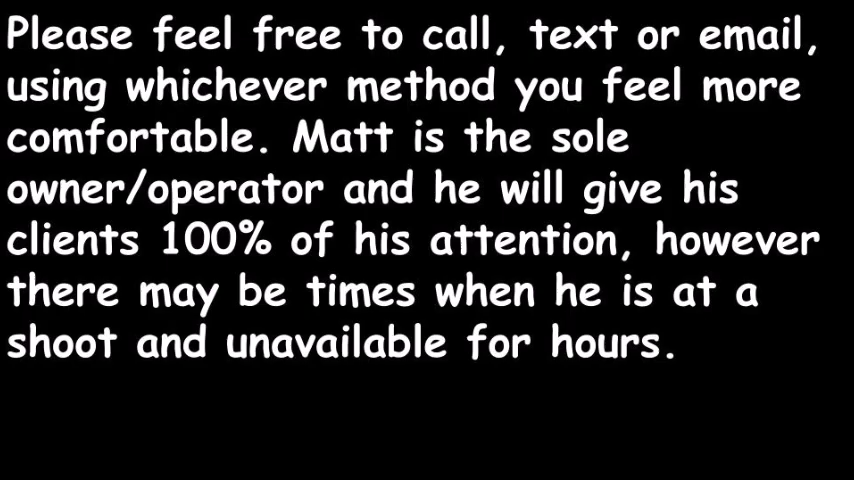 Please feel free to call, text or email,
using whichever method you feel more
comfortable. Matt is the sole
owner/operator and he will give his
clients 100% of his attention, however
there may be times when he is at a
shoot and unavailable for hours.